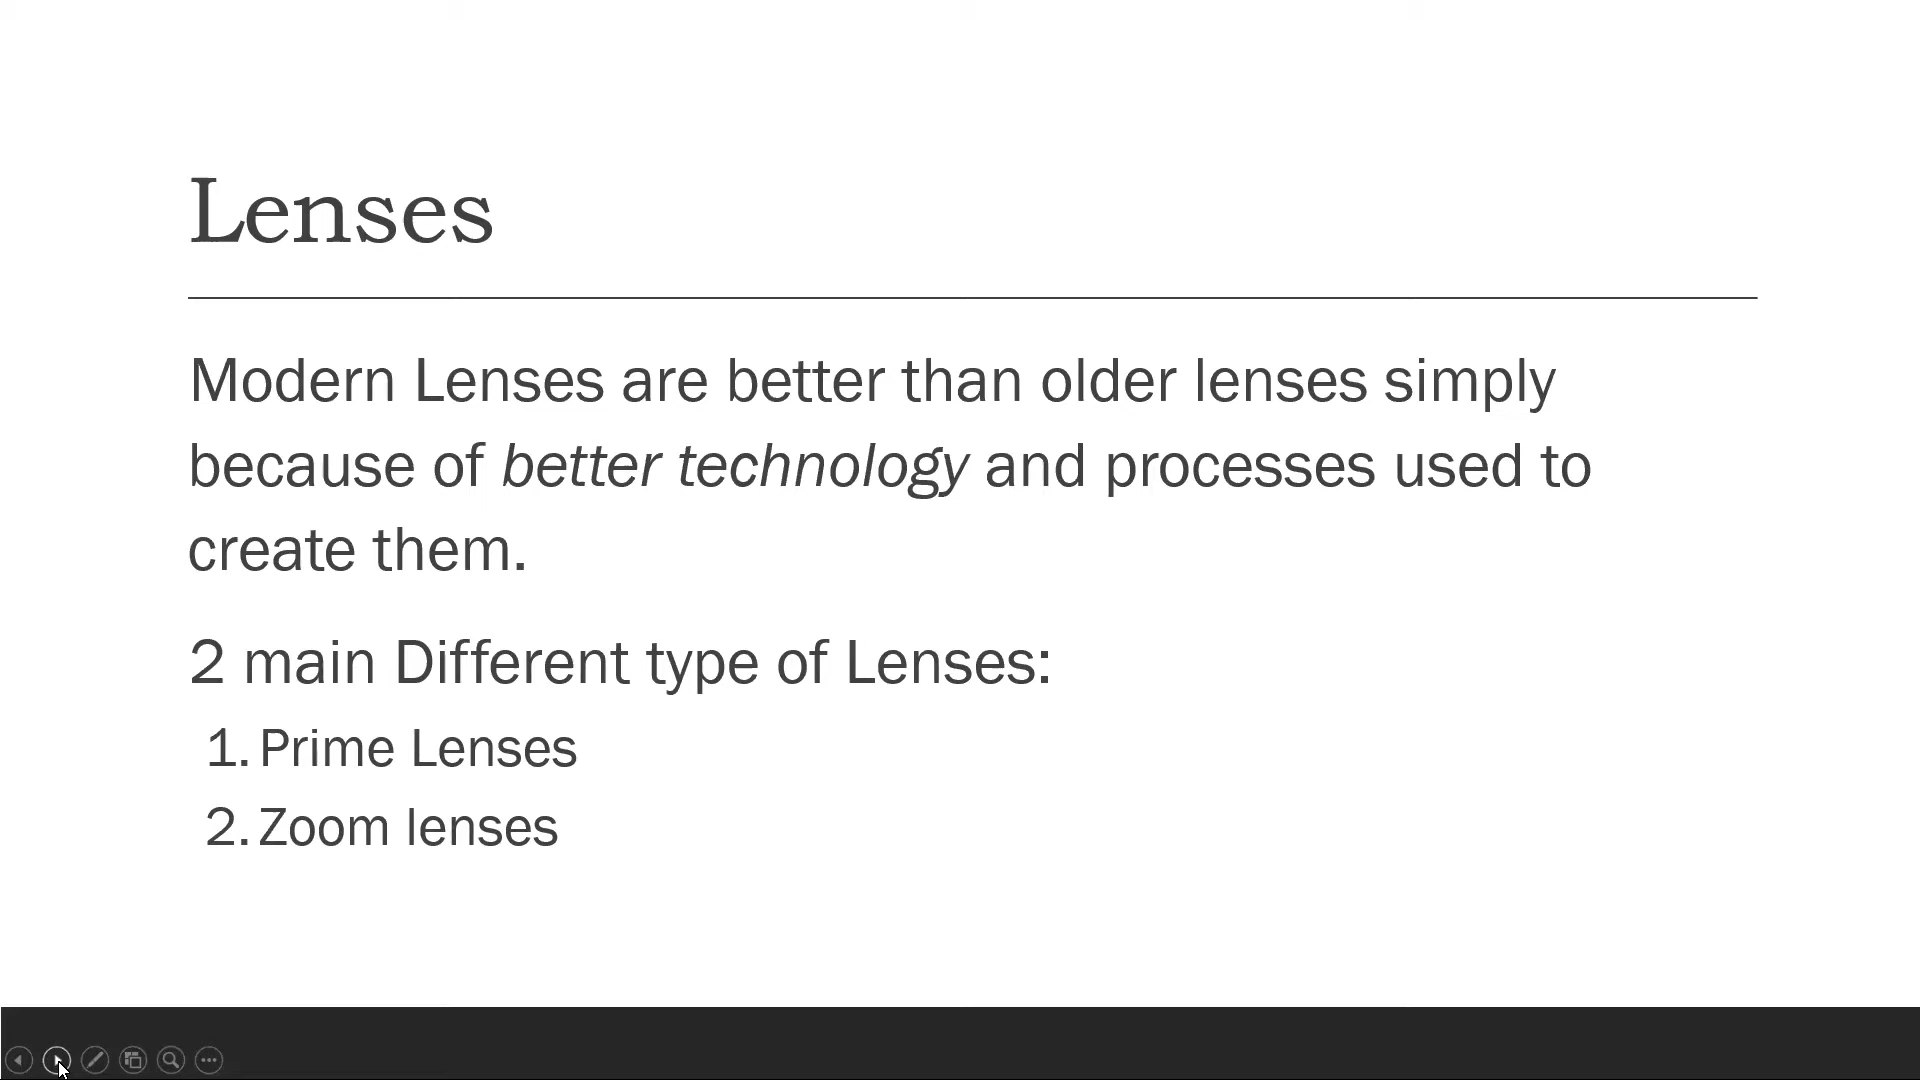 Lenses
Modern Lenses are better than older lenses simply
because of better technology and processes used to
create them.
2 main Different type of Lenses:
1. Prime Lenses
2. Zoom lenses